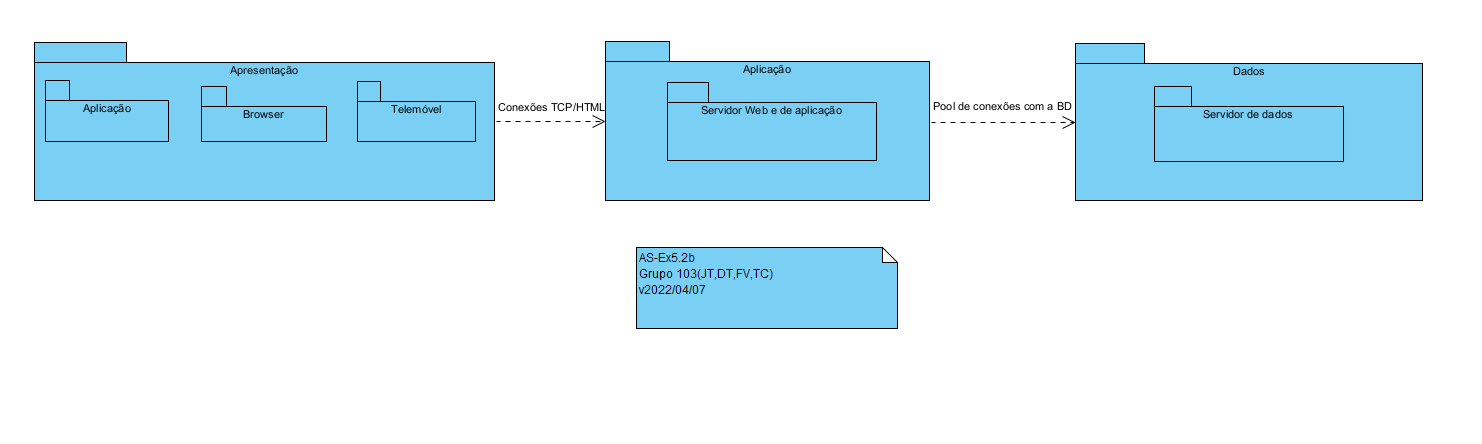 Apresentação
Aplicação
Browser
Telemóvel
Conexões TCP/HTML
Aplicação
Servidor Web e de aplicação
Pool de conexões com a BD
Dados
Servidor de dados
AS-Ex5.2b
Grupo 103(JT,DT,FV,TC)
v2022/04/07